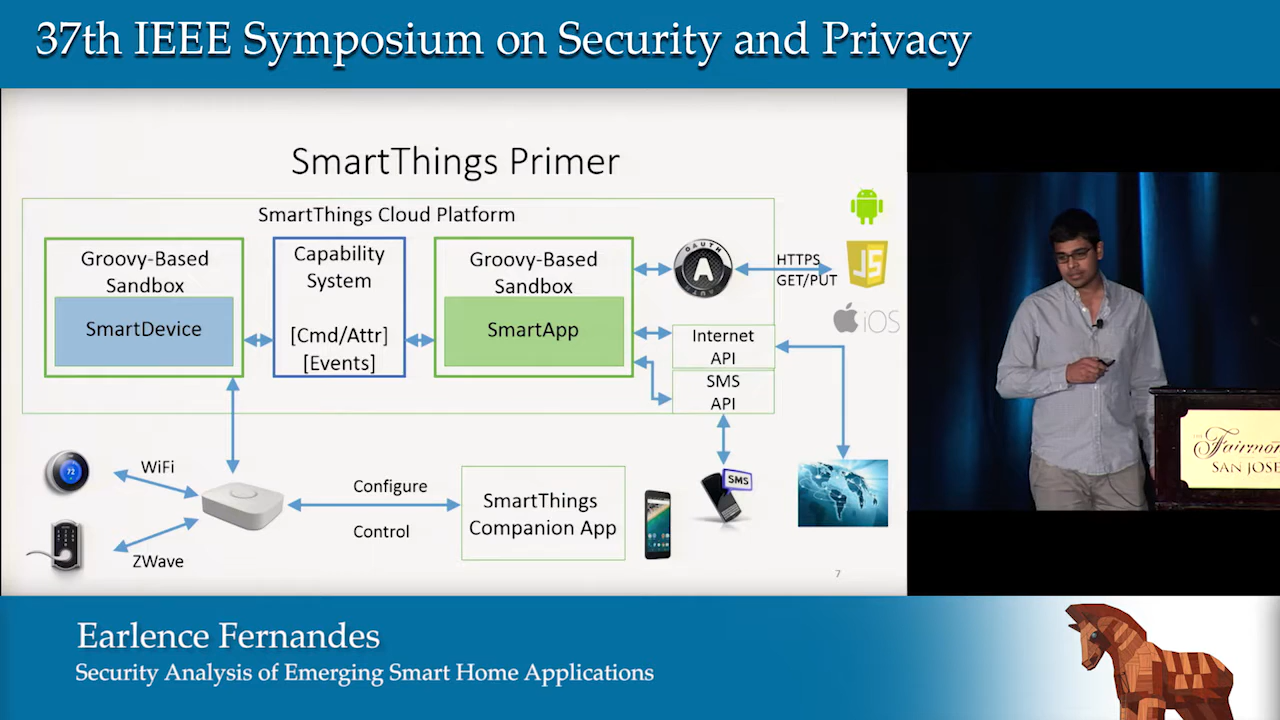 37th IEEE Symposium on Security and Privacy
SmartThings Primer
SmartThings Cloud Platform
Groovy-Based
Sandbox
SmartDevice
Capability
System
[Cmd/Attr]
[Events]
Groovy-Based
Sandbox
SmartApp
OAUTH
A
HTTPS
GET/PUT
JS
iOS
Internet
API
SMS
API
72
WiFi
ZWave
Configure
Control
SmartThings
Companion App
SMS
7
SAN JOSE
Earlence Fernandes
Security Analysis of Emerging Smart Home Applications